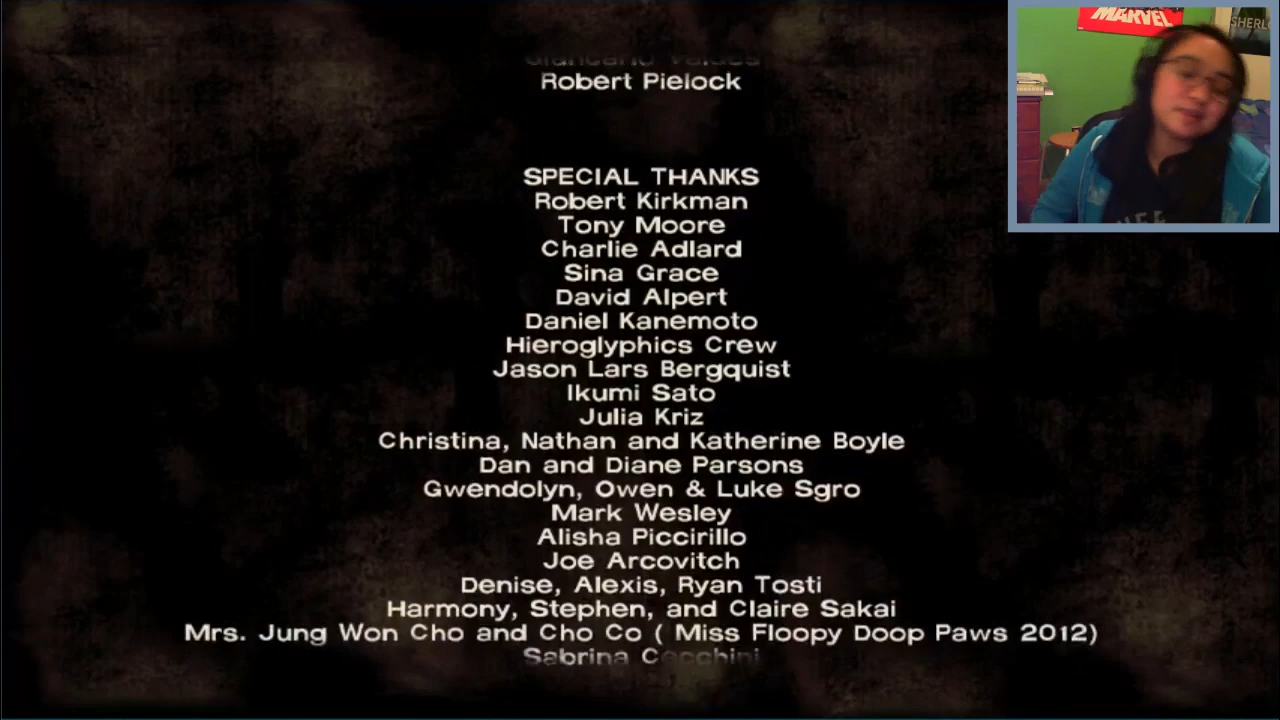 MARVEL
SHERL
Robert Pielock
SPECIAL THANKS
Robert Kirkman
Tony Moore
Charlie Adlard
Sina Grace
David Alpert
Daniel Kanemoto
Hieroglyphics Crew
Jason Lars Bergquist
Ikumi Sato
Julia Kriz
Christina, Nathan and Katherine Boyle
Dan and Diane Parsons
Gwendolyn, Owen & Luke Sgro
Mark Wesley
Alisha Piccirillo
Joe Arcovitch
Denise, Alexis, Ryan Tosti
Harmony, Stephen, and Claire Sakai
Mrs. Jung Won Cho and Cho Co ( Miss Floopy Doop Paws 2012)
Sabrina Cecchini